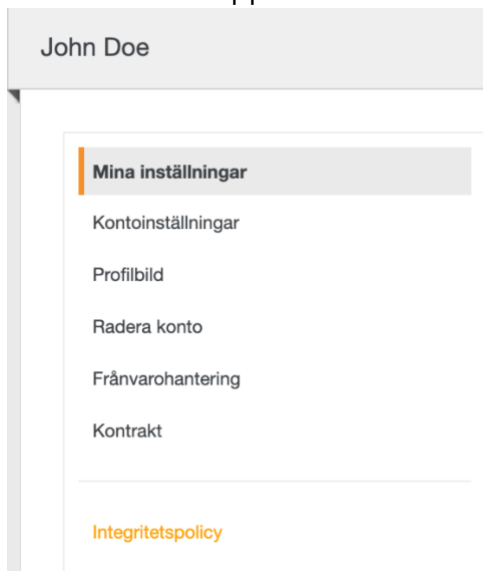 John Doe
Mina inställningar
Kontoinställningar
Profilbild
Radera konto
Frånvarohantering
Kontrakt
Integritetspolicy